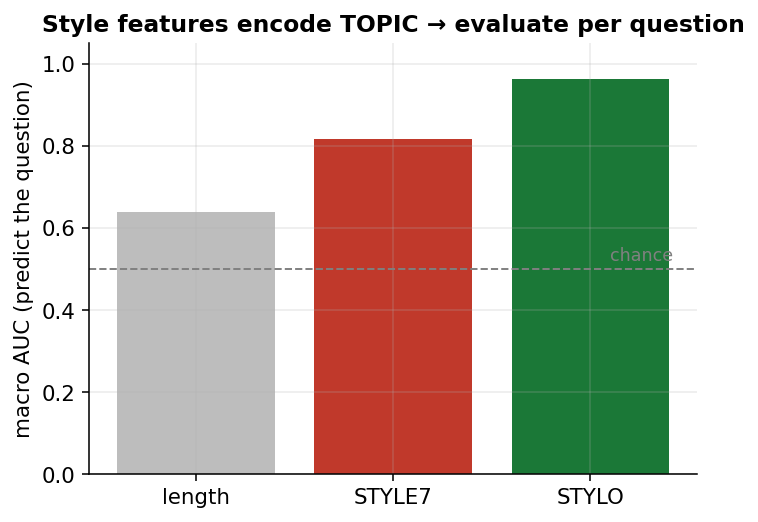 Style features encode TOPIC → evaluate per question
macro AUC (predict the question)
1.0
0.8
0.6
0.4
0.2
0.0
chance
length STYLE7 STYLO